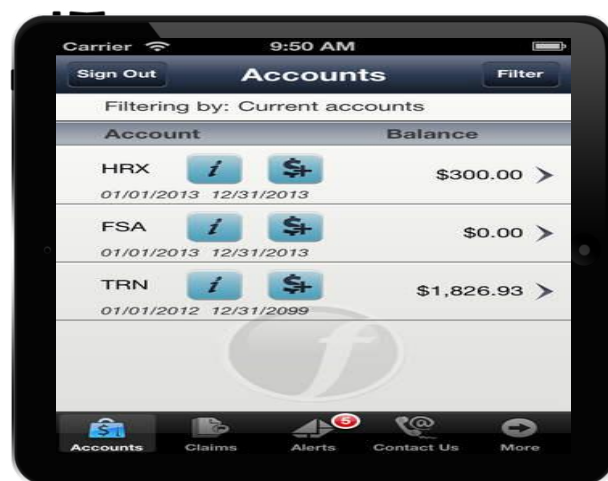 Carrier 9:50 AM
Sign Out Accounts Filter
Filtering by: Current accounts
Account Balance
HRX i $+ $300.00
01/01/2013 12/31/2013
FSA i $+ $0.00
01/01/2013 12/31/2013
TRN i $+ $1,826.93
01/01/2012 12/31/2099
f
5
Accounts Claims Alerts Contact Us More